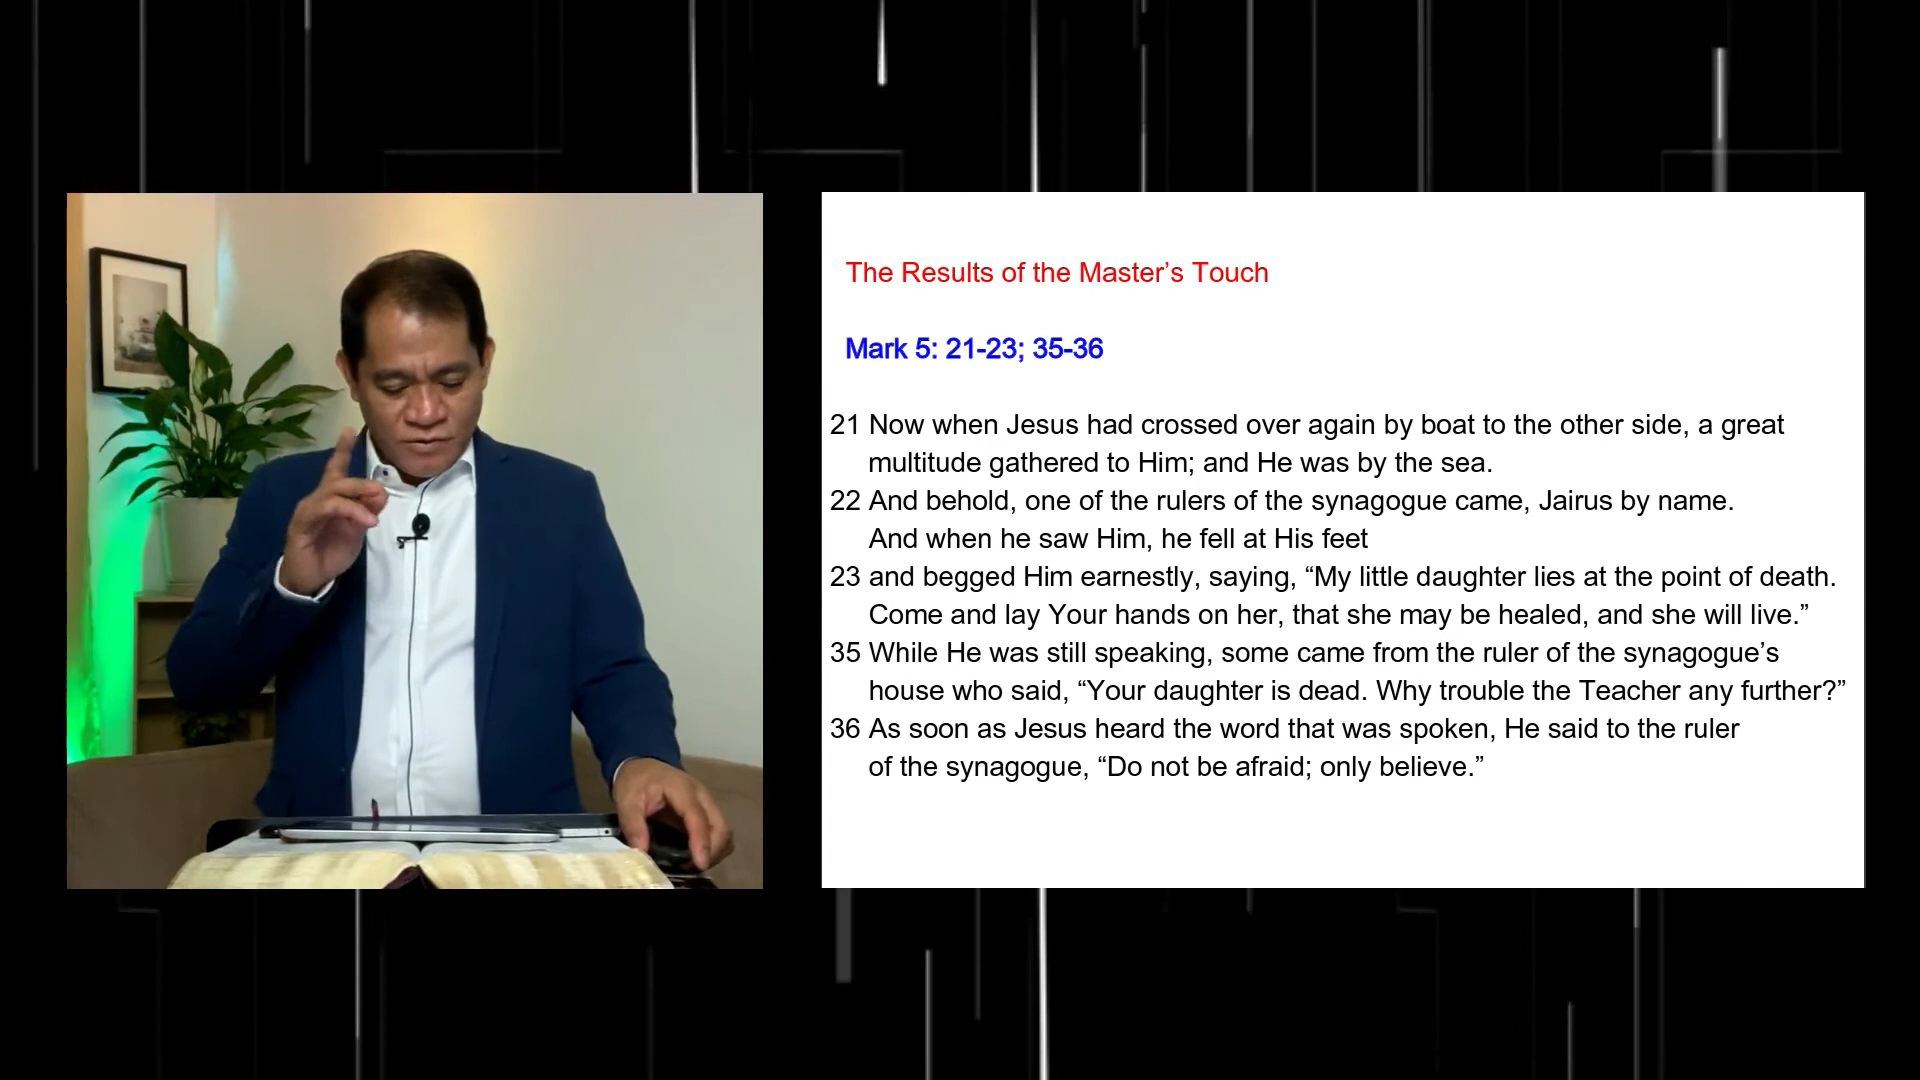 The Results of the Master’s Touch
Mark 5: 21-23; 35-36
21 Now when Jesus had crossed over again by boat to the other side, a great
multitude gathered to Him; and He was by the sea.
22 And behold, one of the rulers of the synagogue came, Jairus by name.
And when he saw Him, he fell at His feet
23 and begged Him earnestly, saying, “My little daughter lies at the point of death.
Come and lay Your hands on her, that she may be healed, and she will live.”
35 While He was still speaking, some came from the ruler of the synagogue’s
house who said, “Your daughter is dead. Why trouble the Teacher any further?”
36 As soon as Jesus heard the word that was spoken, He said to the ruler
of the synagogue, “Do not be afraid; only believe.”